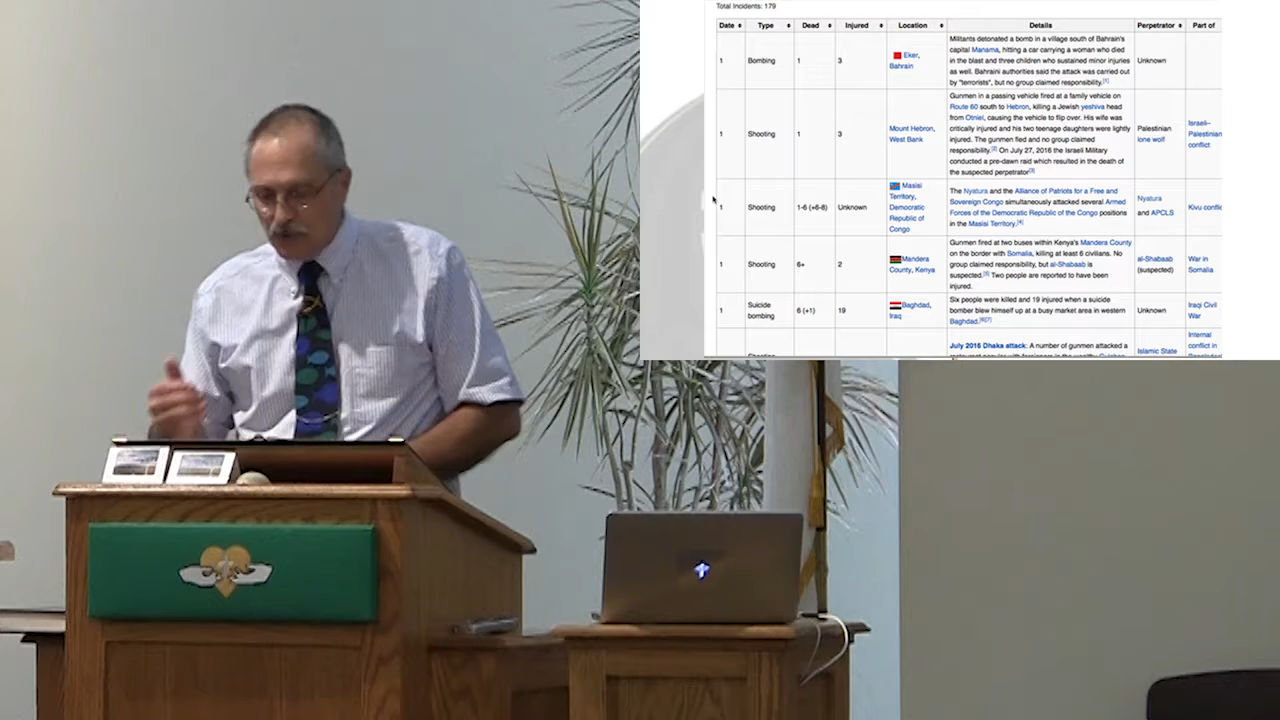 Total Incidents: 179
Date Type Dead Injured Location Details Perpetrator Part of
1 Bombing 1 3 Eker, Bahrain
Militants detonated a bomb in a village south of Bahrain's
capital Manama, hitting a car carrying a woman who died
in the blast and three children who sustained minor injuries
as well. Bahraini authorities said the attack was carried out
by "terrorists", but no group claimed responsibility.[1]
Unknown
1 Shooting 1 3 Mount Hebron, West Bank
Gunmen in a passing vehicle fired at a family vehicle on
Route 60 south to Hebron, killing a Jewish yeshiva head
from Otniel, causing the vehicle to flip over. His wife was
critically injured and his two teenage daughters were lightly
injured. The gunmen fled and no group claimed
responsibility.[2] On July 27, 2016 the Israeli Military
conducted a pre-dawn raid which resulted in the death of
the suspected perpetrator[3]
Palestinian
lone wolf
Israeli–
Palestinian
conflict
1 Shooting 1-6 (+6-8) Unknown
Masisi
Territory,
Democratic
Republic of
Congo
The Nyatura and the Alliance of Patriots for a Free and
Sovereign Congo simultaneously attacked several Armed
Forces of the Democratic Republic of the Congo positions
in the Masisi Territory.[4]
Nyatura
and APCLS
Kivu conflic
1 Shooting 6+ 2
Mandera
County, Kenya
Gunmen fired at two buses within Kenya's Mandera County
on the border with Somalia, killing at least 6 civilians. No
group claimed responsibility, but al-Shabaab is
suspected.[5] Two people are reported to have been
injured.
al-Shabaab
(suspected)
War in
Somalia
1 Suicide bombing 6 (+1) 19
Baghdad,
Iraq
Six people were killed and 19 injured when a suicide
bomber blew himself up at a busy market area in western
Baghdad.[6][7]
Unknown
Iraqi Civil
War
July 2016 Dhaka attack: A number of gunmen attacked a
Islamic State
Internal
conflict in